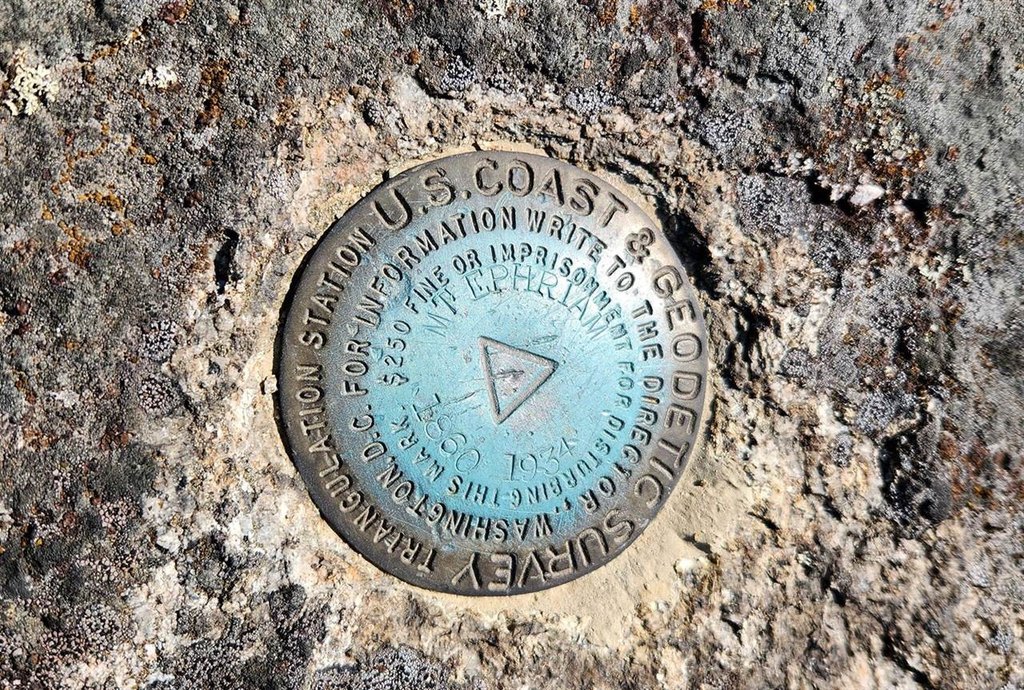 U.S. COAST & GEODETIC SURVEY
TRIANGULATION STATION
FOR INFORMATION WRITE TO THE DIRECTOR, WASHINGTON, D.C.
$250 FINE OR IMPRISONMENT FOR DISTURBING THIS MARK.
MT EPHRIAM
1860 1934